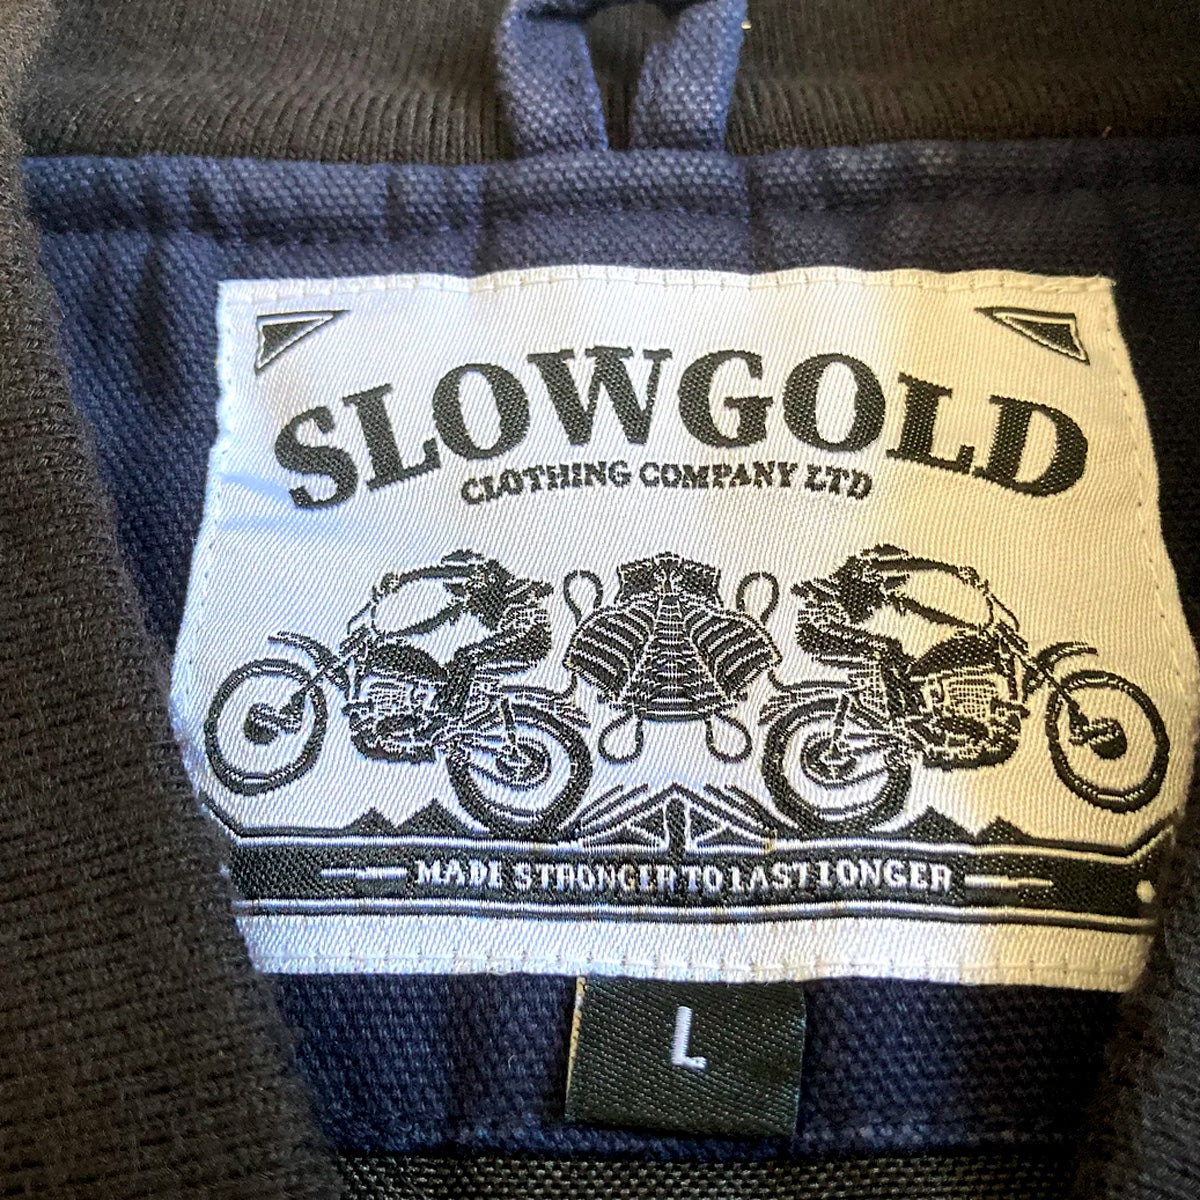 SLOWGOLD
CLOTHING COMPANY LTD
MADE STRONGER TO LAST LONGER
L